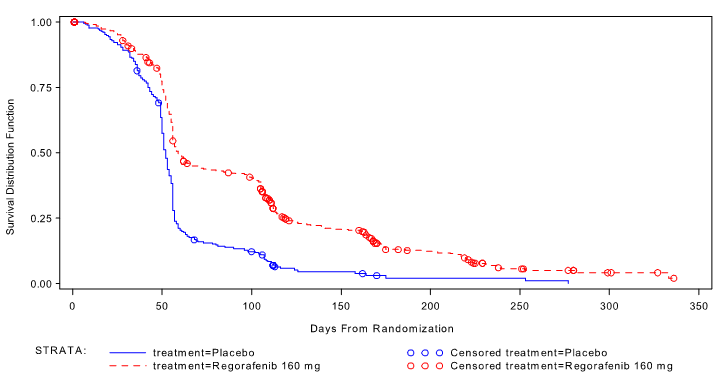 1.00
0.75
0.50
0.25
0.00
Survival Distribution Function
0 50 100 150 200 250 300 350
Days From Randomization
STRATA: treatment=Placebo Censored treatment=Placebo
treatment=Regorafenib 160 mg Censored treatment=Regorafenib 160 mg